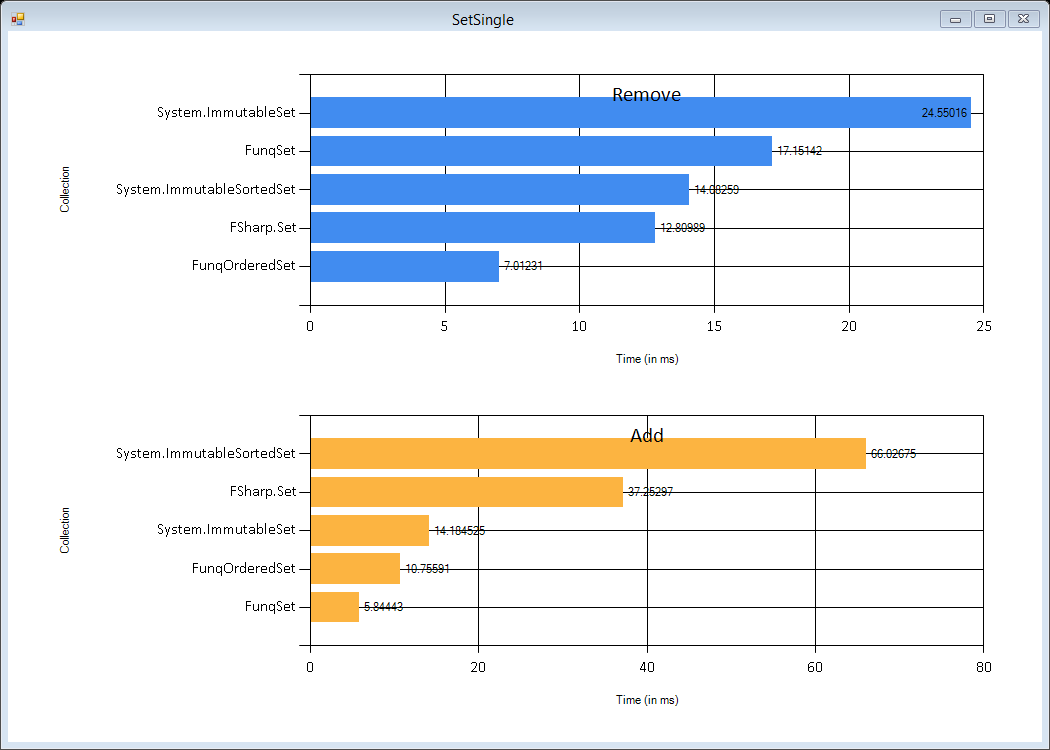 SetSingle
Remove
System.ImmutableSet 24.55016
FunqSet 17.15142
System.ImmutableSortedSet 14.08259
FSharp.Set 12.80989
FunqOrderedSet 7.01231
Collection
0 5 10 15 20 25
Time (in ms)
Add
System.ImmutableSortedSet 66.02675
FSharp.Set 37.25297
System.ImmutableSet 14.184525
FunqOrderedSet 10.75591
FunqSet 5.84443
Collection
0 20 40 60 80
Time (in ms)